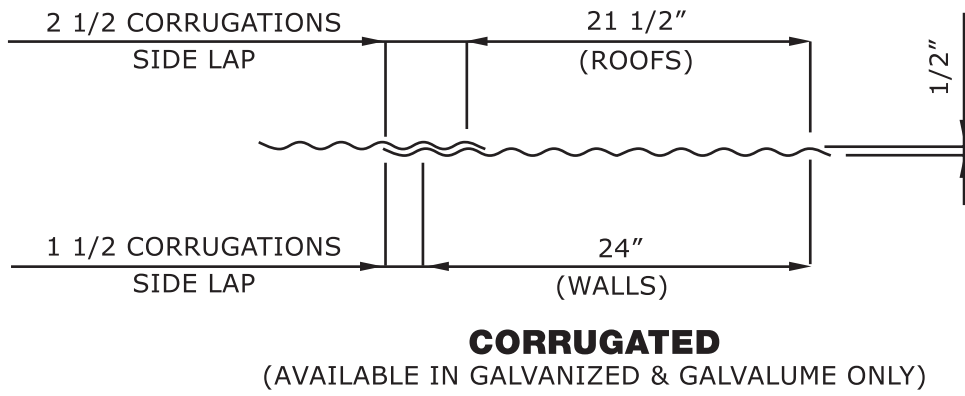 2 1/2 CORRUGATIONS
SIDE LAP
21 1/2”
(ROOFS)
1/2”
1 1/2 CORRUGATIONS
SIDE LAP
24”
(WALLS)
CORRUGATED
(AVAILABLE IN GALVANIZED & GALVALUME ONLY)